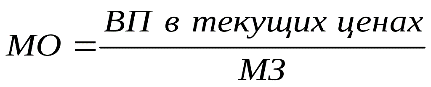 МО = ВП в текущих ценах
МЗ